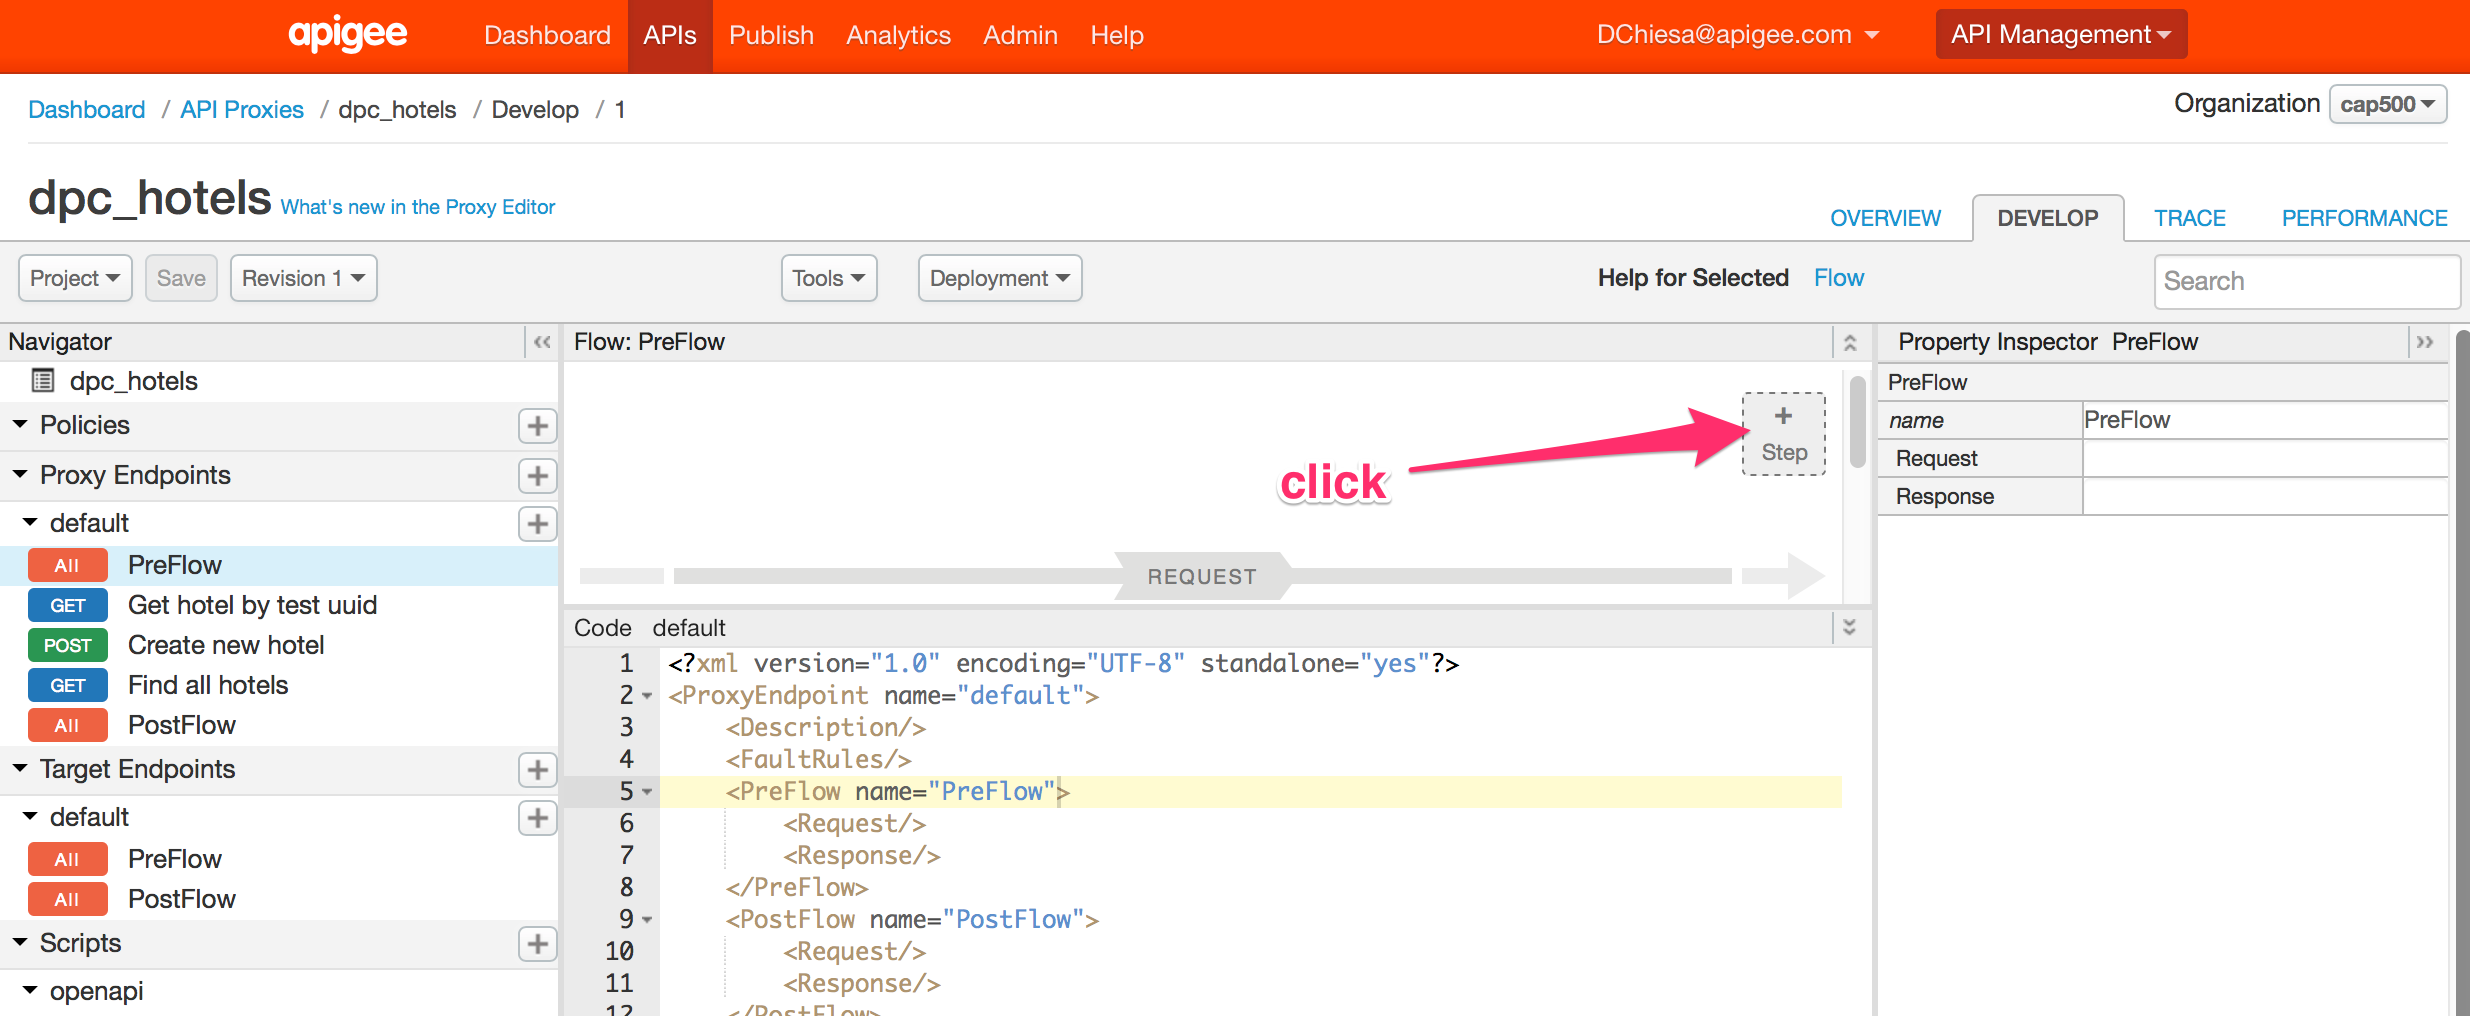 apigee Dashboard APIs Publish Analytics Admin Help DChiesa@apigee.com API Management
Dashboard / API Proxies / dpc_hotels / Develop / 1 Organization cap500
dpc_hotels What's new in the Proxy Editor OVERVIEW DEVELOP TRACE PERFORMANCE
Project Save Revision 1 Tools Deployment Help for Selected Flow Search
Navigator
dpc_hotels
Policies
Proxy Endpoints
default
All PreFlow
GET Get hotel by test uuid
POST Create new hotel
GET Find all hotels
All PostFlow
Target Endpoints
default
All PreFlow
All PostFlow
Scripts
openapi
Flow: PreFlow
+
Step
click
REQUEST
Code default
1 <?xml version="1.0" encoding="UTF-8" standalone="yes"?>
2 <ProxyEndpoint name="default">
3 <Description/>
4 <FaultRules/>
5 <PreFlow name="PreFlow">
6 <Request/>
7 <Response/>
8 </PreFlow>
9 <PostFlow name="PostFlow">
10 <Request/>
11 <Response/>
12 </PostFlow>
Property Inspector PreFlow
PreFlow
name PreFlow
Request
Response